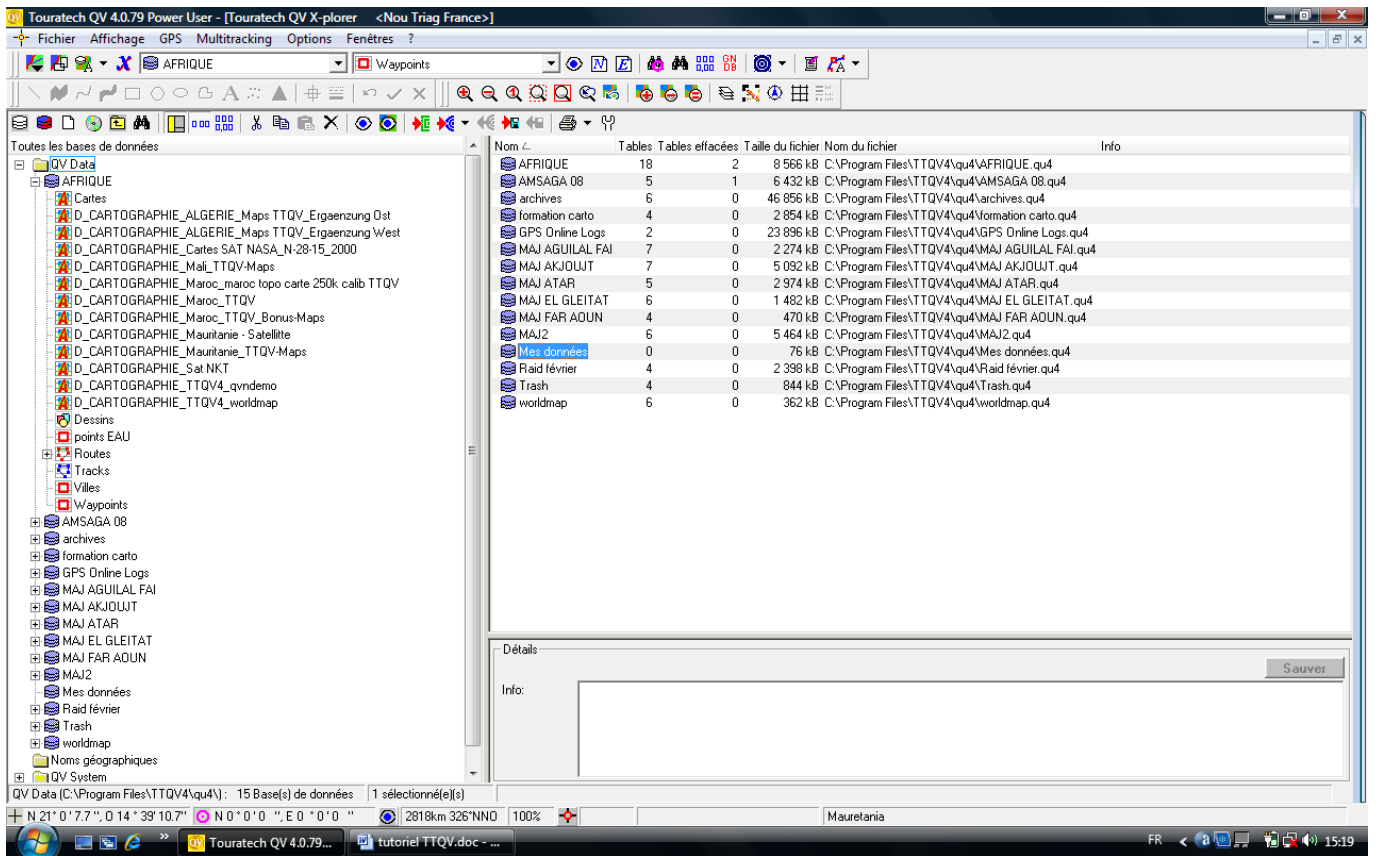 Touratech QV 4.0.79 Power User - [Touratech QV X-plorer <Nou Triag France>]
Fichier Affichage GPS Multitracking Options Fenêtres ?
AFRIQUE Waypoints
Toutes les bases de données
QV Data
AFRIQUE
Cartes
D_CARTOGRAPHIE_ALGERIE_Maps TTQV_Ergaenzung Ost
D_CARTOGRAPHIE_ALGERIE_Maps TTQV_Ergaenzung West
D_CARTOGRAPHIE_Cartes SAT NASA_N-28-15_2000
D_CARTOGRAPHIE_Mali_TTQV-Maps
D_CARTOGRAPHIE_Maroc_maroc topo carte 250k calib TTQV
D_CARTOGRAPHIE_Maroc_TTQV
D_CARTOGRAPHIE_Maroc_TTQV_Bonus-Maps
D_CARTOGRAPHIE_Mauritanie - Satellitte
D_CARTOGRAPHIE_Mauritanie_TTQV-Maps
D_CARTOGRAPHIE_Sat NKT
D_CARTOGRAPHIE_TTQV4_qvndemo
D_CARTOGRAPHIE_TTQV4_worldmap
Dessins
points EAU
Routes
Tracks
Villes
Waypoints
AMSAGA 08
archives
formation carto
GPS Online Logs
MAJ AGUILAL FAI
MAJ AKJOUJT
MAJ ATAR
MAJ EL GLEITAT
MAJ FAR AOUN
MAJ2
Mes données
Raid février
Trash
worldmap
Noms géographiques
QV System
Nom Tables Tables effacées Taille du fichier Nom du fichier Info
AFRIQUE 18 2 8 566 kB C:\Program Files\TTQV4\qu4\AFRIQUE.qu4
AMSAGA 08 5 1 6 432 kB C:\Program Files\TTQV4\qu4\AMSAGA 08.qu4
archives 6 0 46 856 kB C:\Program Files\TTQV4\qu4\archives.qu4
formation carto 4 0 2 854 kB C:\Program Files\TTQV4\qu4\formation carto.qu4
GPS Online Logs 2 0 23 896 kB C:\Program Files\TTQV4\qu4\GPS Online Logs.qu4
MAJ AGUILAL FAI 7 0 2 274 kB C:\Program Files\TTQV4\qu4\MAJ AGUILAL FAI.qu4
MAJ AKJOUJT 7 0 5 092 kB C:\Program Files\TTQV4\qu4\MAJ AKJOUJT.qu4
MAJ ATAR 5 0 2 974 kB C:\Program Files\TTQV4\qu4\MAJ ATAR.qu4
MAJ EL GLEITAT 6 0 1 482 kB C:\Program Files\TTQV4\qu4\MAJ EL GLEITAT.qu4
MAJ FAR AOUN 4 0 470 kB C:\Program Files\TTQV4\qu4\MAJ FAR AOUN.qu4
MAJ2 6 0 5 464 kB C:\Program Files\TTQV4\qu4\MAJ2.qu4
Mes données 0 0 76 kB C:\Program Files\TTQV4\qu4\Mes données.qu4
Raid février 4 0 2 398 kB C:\Program Files\TTQV4\qu4\Raid février.qu4
Trash 4 0 844 kB C:\Program Files\TTQV4\qu4\Trash.qu4
worldmap 6 0 362 kB C:\Program Files\TTQV4\qu4\worldmap.qu4
Détails
Sauver
Info:
QV Data (C:\Program Files\TTQV4\qu4\) : 15 Base(s) de données 1 sélectionné(e)(s)
N 21° 0 ' 7.7 ", O 14 ° 39' 10.7" N 0 ° 0 ' 0 ", E 0 ° 0 ' 0 " 2818km 326°NNO 100% Mauretania
Touratech QV 4.0.79... tutoriel TTQV.doc - ... FR 15:19